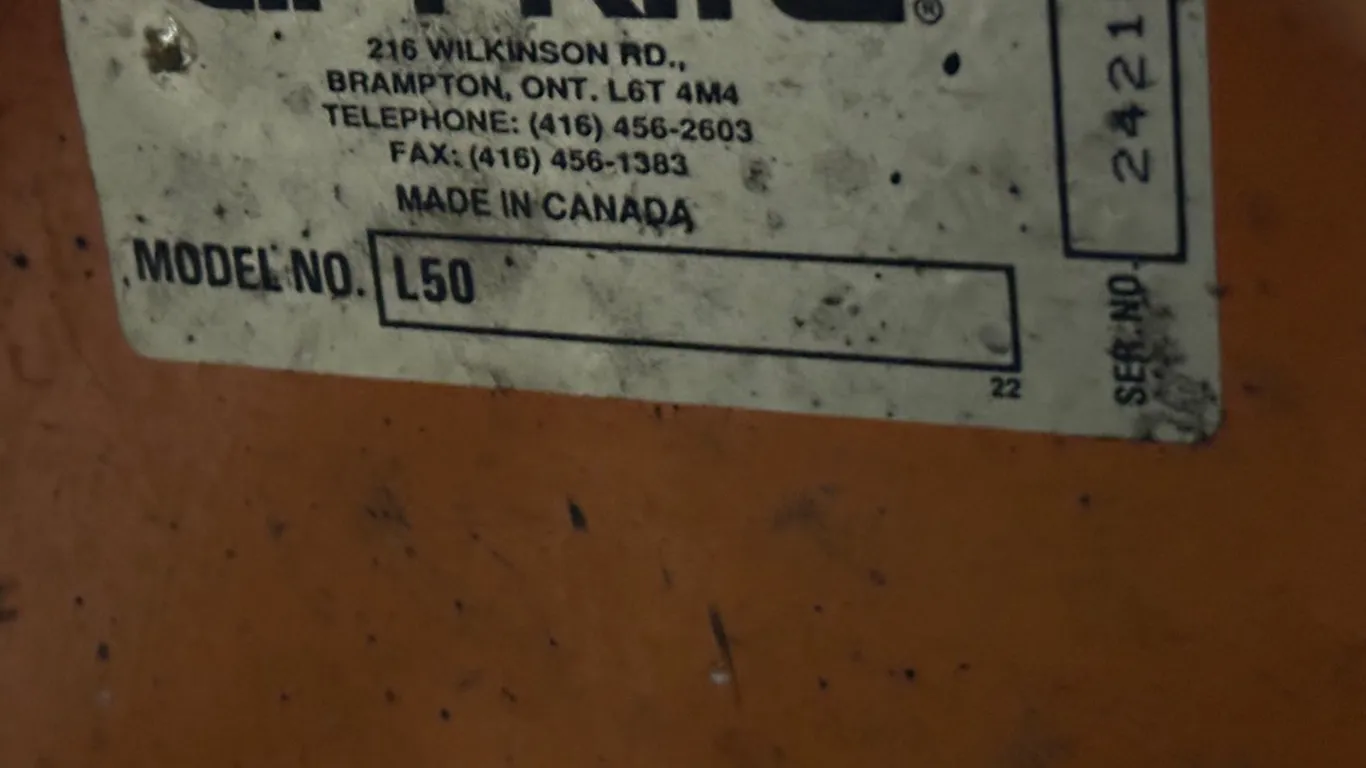 ®
216 WILKINSON RD.,
BRAMPTON, ONT. L6T 4M4
TELEPHONE: (416) 456-2603
FAX: (416) 456-1383
MADE IN CANADA
MODEL NO. L50
22
SER. NO. 2421